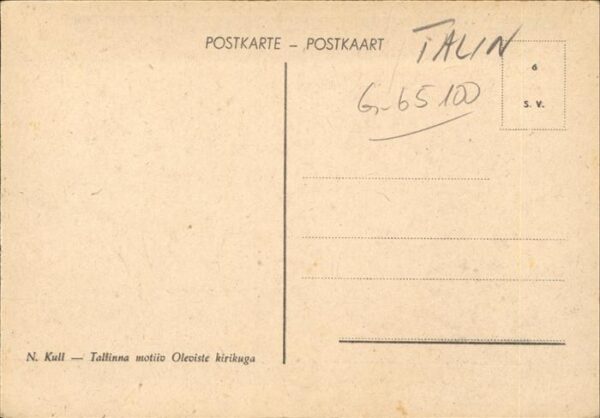 POSTKARTE – POSTKAART
TALIN
6
S. V.
G-65 100
N. Kull — Tallinna motiiv Oleviste kirikuga